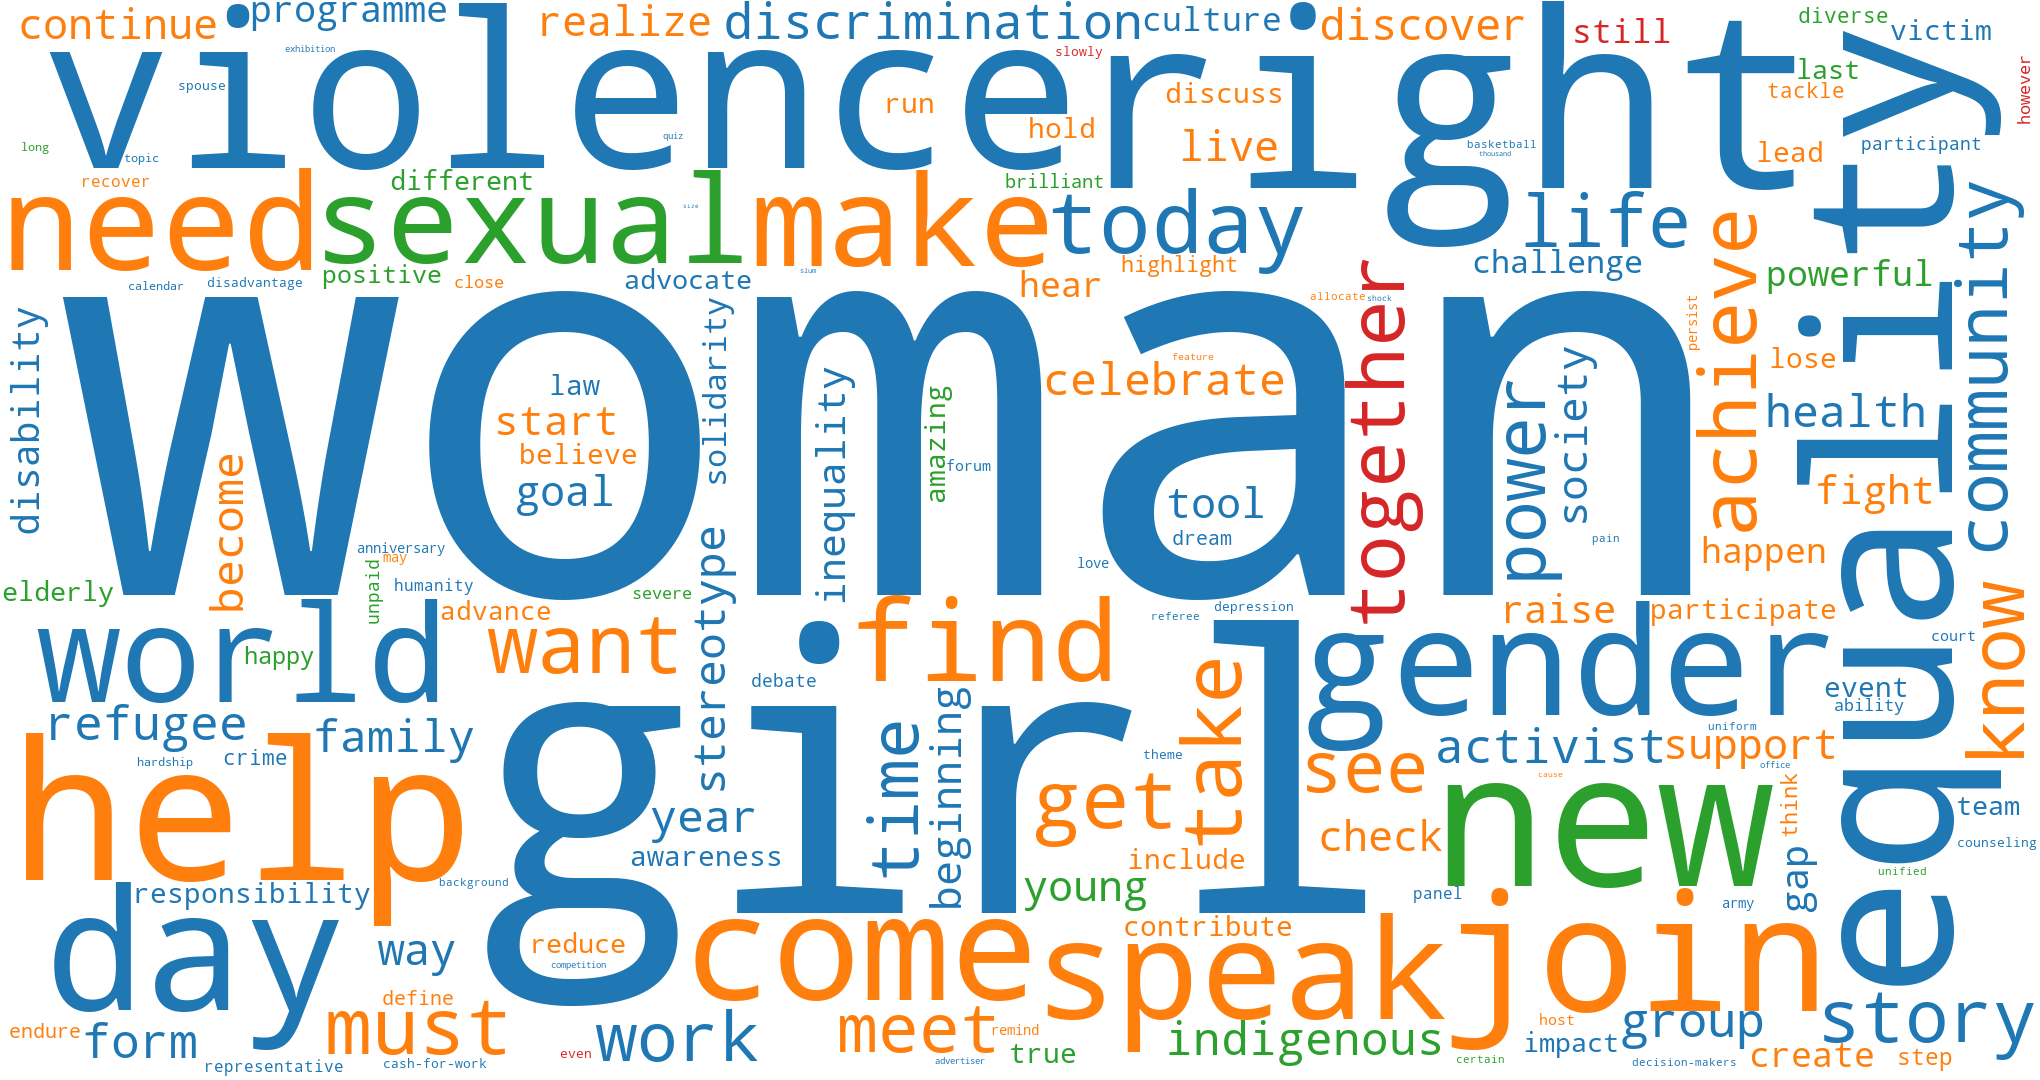 continue
programme
realize
discrimination
culture
discover
still
diverse
victim
exhibition
slowly
violence
right
last
however
spouse
run
discuss
tackle
quiz
hold
live
long
topic
basketball
thousand
lead
participant
recover
different
brilliant
need
sexual
make
today
life
size
equality
community
positive
close
advocate
slum
hear
highlight
challenge
powerful
calendar
disadvantage
together
achieve
allocate
shock
persist
disability
woman
law
solidarity
inequality
amazing
feature
celebrate
power
society
lose
health
start
believe
goal
forum
tool
dream
fight
become
anniversary
may
pain
happen
elderly
unpaid
humanity
severe
love
stereotype
advance
referee
depression
raise
participate
know
world
want
find
gender
court
happy
debate
event
ability
refugee
family
girl
time
beginning
take
uniform
activist
support
crime
hardship
theme
see
cause
office
help
get
new
think
team
year
check
counseling
awareness
include
gap
unified
responsibility
background
young
panel
army
day
way
reduce
competition
come
contribute
speak
join
define
must
endure
form
representative
cash-for-work
even
work
meet
remind
advertiser
true
indigenous
host
impact
group
story
certain
decision-makers
create
step